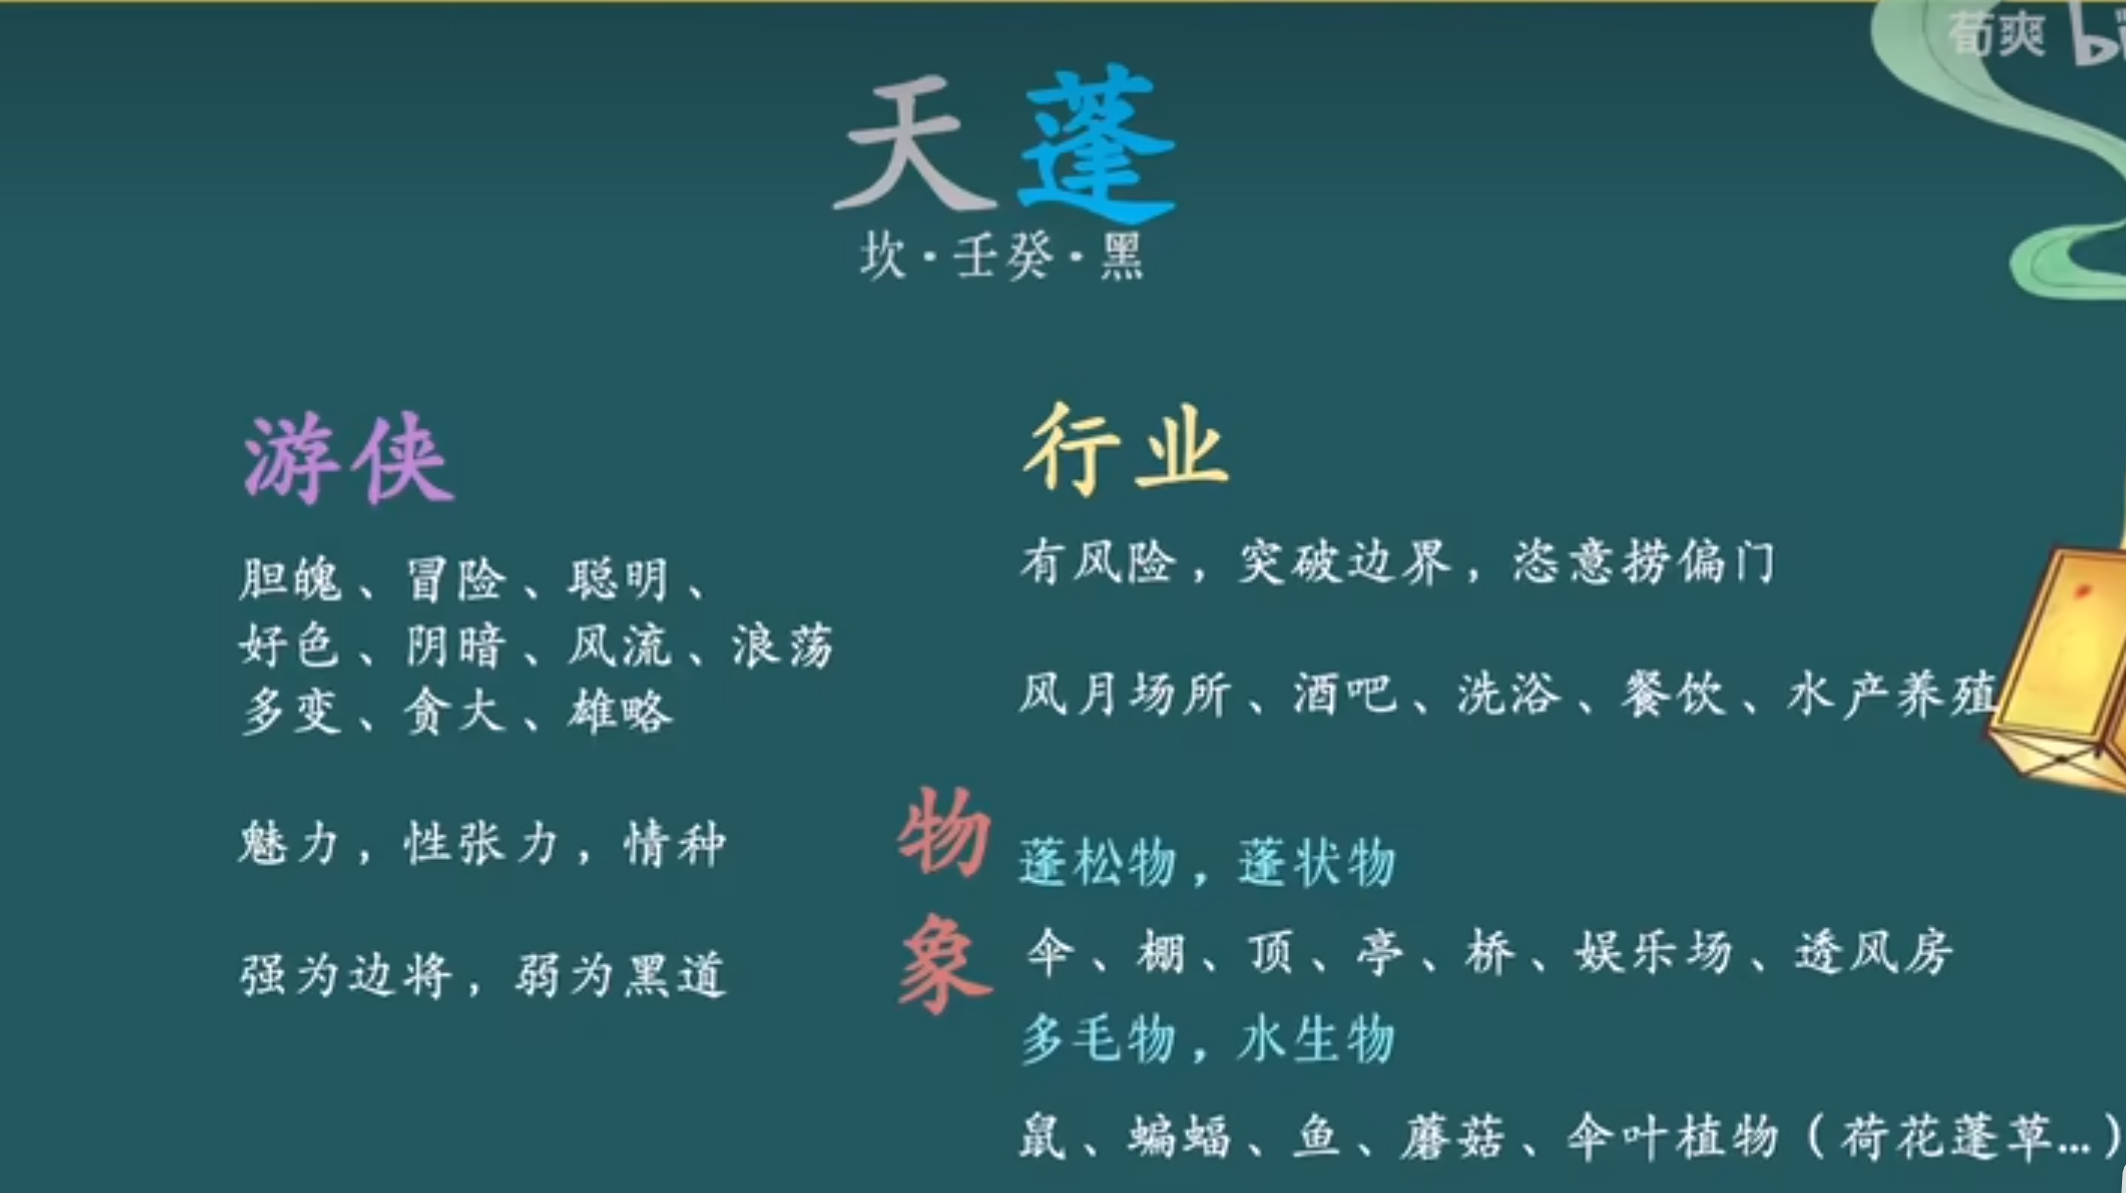 荀爽
天蓬
坎·壬癸·黑
游侠
胆魄、冒险、聪明、
好色、阴暗、风流、浪荡
多变、贪大、雄略
魅力，性张力，情种
强为边将，弱为黑道
行业
有风险，突破边界，恣意捞偏门
风月场所、酒吧、洗浴、餐饮、水产养殖
物象
蓬松物，蓬状物
伞、棚、顶、亭、桥、娱乐场、透风房
多毛物，水生物
鼠、蝙蝠、鱼、蘑菇、伞叶植物（荷花蓬草...）